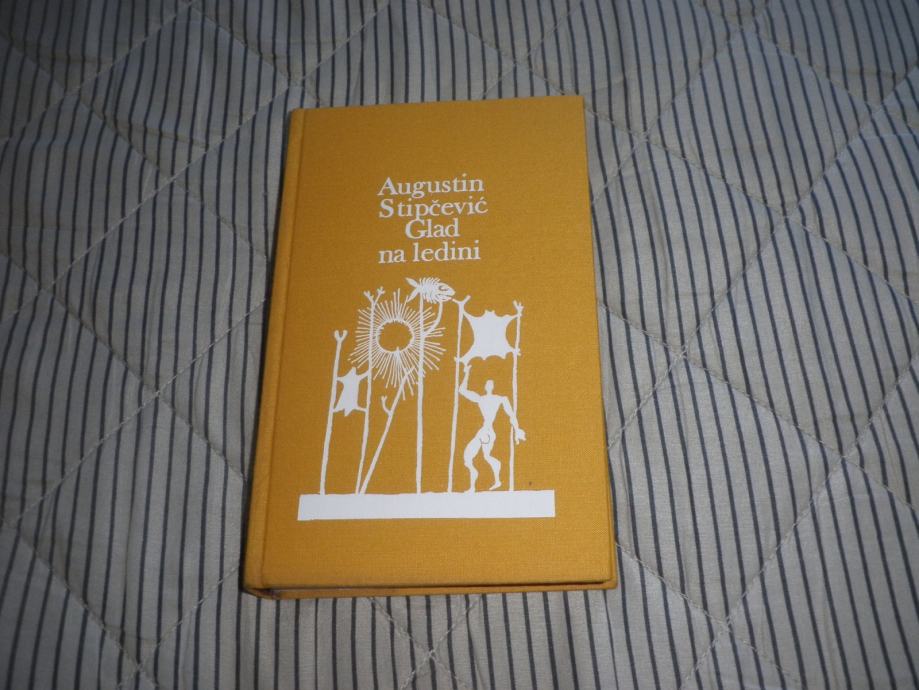 Augustin
Stipčević
Glad
na ledini